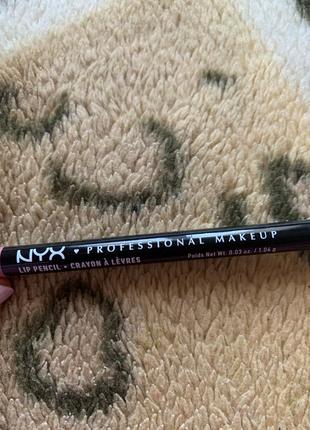 NYX ♥ PROFESSIONAL MAKEUP
LIP PENCIL • CRAYON À LÈVRES Poids Net Wt. 0.03 oz. / 1.04 g